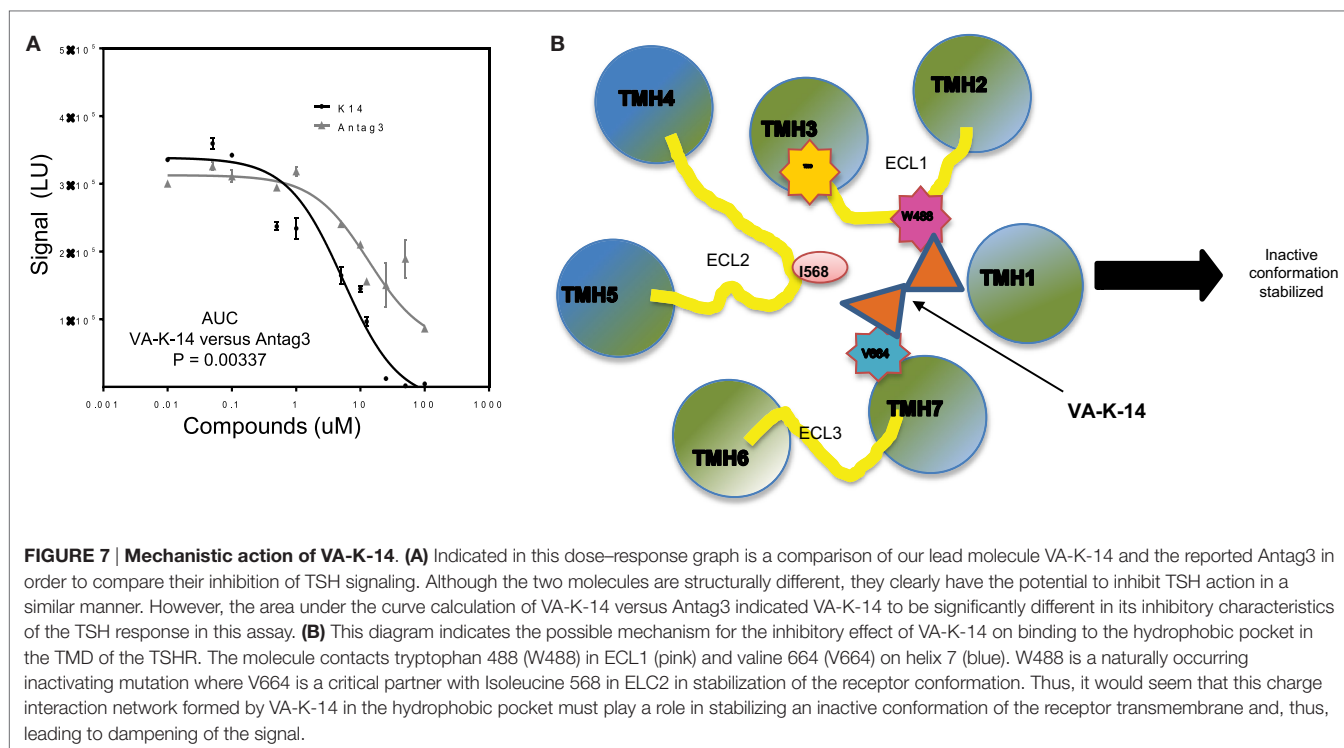 A
5✖10 5
4✖10 5
3✖10 5
2✖10 5
1✖10 5
Signal (LU)
K14
Antag3
AUC
VA-K-14 versus Antag3
P = 0.00337
0.001 0.01 0.1 1 10 100 1000
Compounds (uM)
B
TMH4
TMH3
TMH2
ECL1
W488
ECL2
I568
TMH5
TMH1
Inactive
conformation
stabilized
V664
VA-K-14
TMH7
ECL3
TMH6
FIGURE 7 | Mechanistic action of VA-K-14. (A) Indicated in this dose–response graph is a comparison of our lead molecule VA-K-14 and the reported Antag3 in
order to compare their inhibition of TSH signaling. Although the two molecules are structurally different, they clearly have the potential to inhibit TSH action in a
similar manner. However, the area under the curve calculation of VA-K-14 versus Antag3 indicated VA-K-14 to be significantly different in its inhibitory characteristics
of the TSH response in this assay. (B) This diagram indicates the possible mechanism for the inhibitory effect of VA-K-14 on binding to the hydrophobic pocket in
the TMD of the TSHR. The molecule contacts tryptophan 488 (W488) in ECL1 (pink) and valine 664 (V664) on helix 7 (blue). W488 is a naturally occurring
inactivating mutation where V664 is a critical partner with Isoleucine 568 in ELC2 in stabilization of the receptor conformation. Thus, it would seem that this charge
interaction network formed by VA-K-14 in the hydrophobic pocket must play a role in stabilizing an inactive conformation of the receptor transmembrane and, thus,
leading to dampening of the signal.